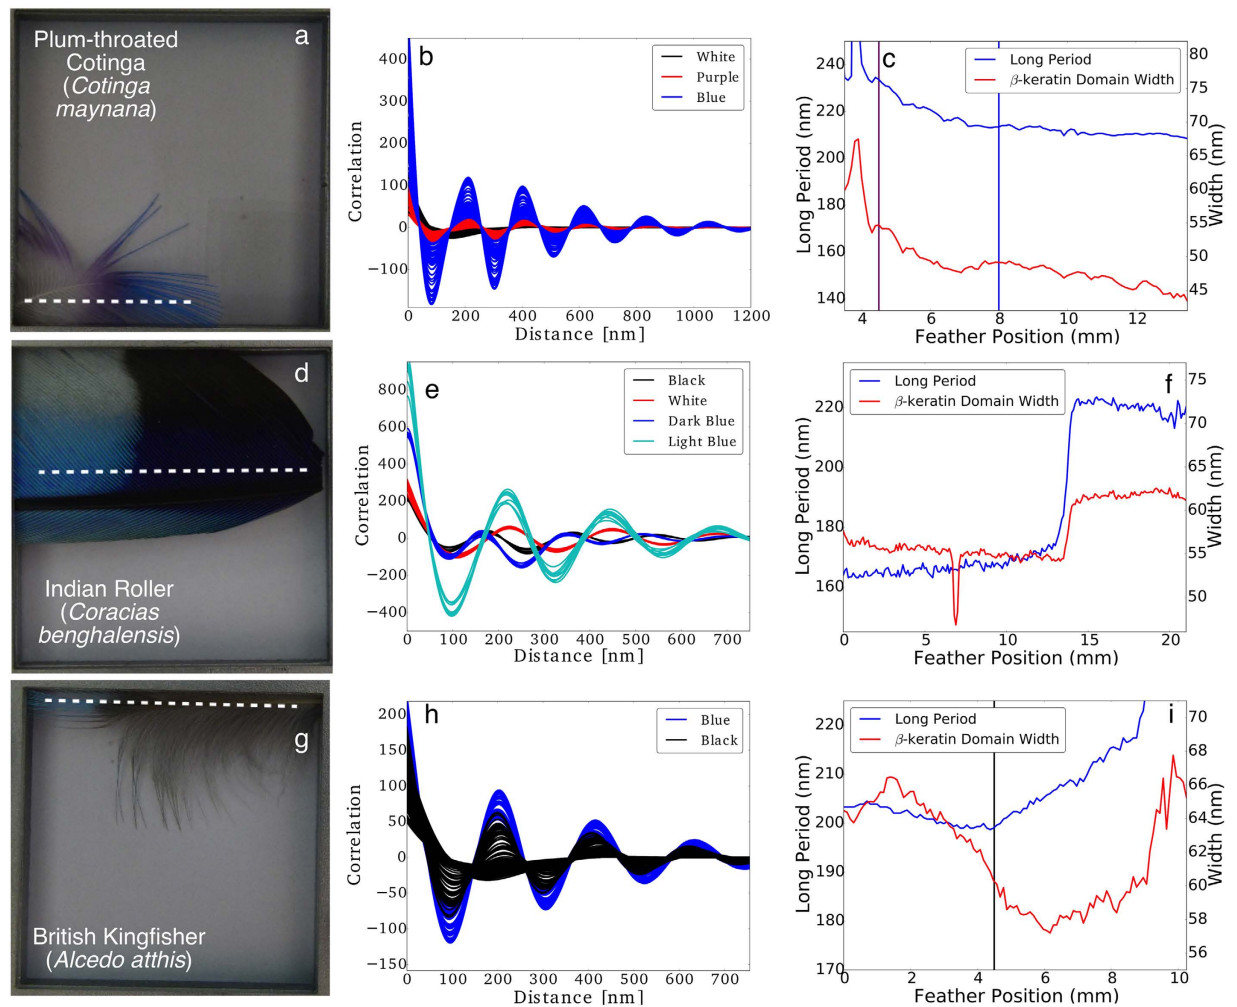 Plum-throated
Cotinga
(Cotinga
maynana)
a
b
White
Purple
Blue
400
300
200
100
0
−100
Correlation
0
200
400
600
800
1000
1200
Distance [nm]
c
Long Period
β-keratin Domain Width
240
220
200
180
160
140
Long Period (nm)
80
75
70
65
60
55
50
45
Width (nm)
4
6
8
10
12
Feather Position (mm)
d
Indian Roller
(Coracias
benghalensis)
e
Black
White
Dark Blue
Light Blue
800
600
400
200
0
−200
−400
Correlation
0
100
200
300
400
500
600
700
Distance [nm]
f
Long Period
β-keratin Domain Width
220
200
180
160
Long Period (nm)
75
70
65
60
55
50
Width (nm)
0
5
10
15
20
Feather Position (mm)
g
British Kingfisher
(Alcedo atthis)
h
Blue
Black
200
150
100
50
0
−50
−100
−150
Correlation
0
100
200
300
400
500
600
700
Distance [nm]
i
Long Period
β-keratin Domain Width
220
210
200
190
180
170
Long Period (nm)
70
68
66
64
62
60
58
56
Width (nm)
0
2
4
6
8
10
Feather Position (mm)